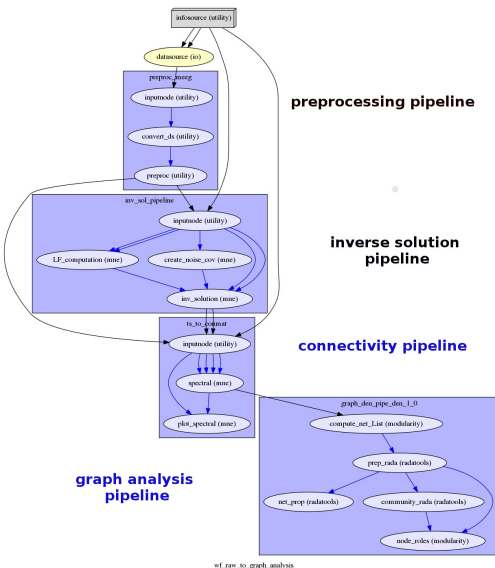 infosource (utility)
datasource (io)
preproc_meeg
inputnode (utility)
preprocessing pipeline
convert_ds (utility)
preproc (utility)
inv_sol_pipeline
inputnode (utility)
inverse solution
pipeline
LF_computation (mne)
create_noise_cov (mne)
inv_solution (mne)
ts_to_conmat
inputnode (utility)
connectivity pipeline
spectral (mne)
graph_den_pipe_den_1_0
plot_spectral (mne)
compute_net_List (modularity)
prep_rada (radatools)
graph analysis
pipeline
net_prop (radatools)
community_rada (radatools)
node_roles (modularity)
wf_raw_to_graph_analysis